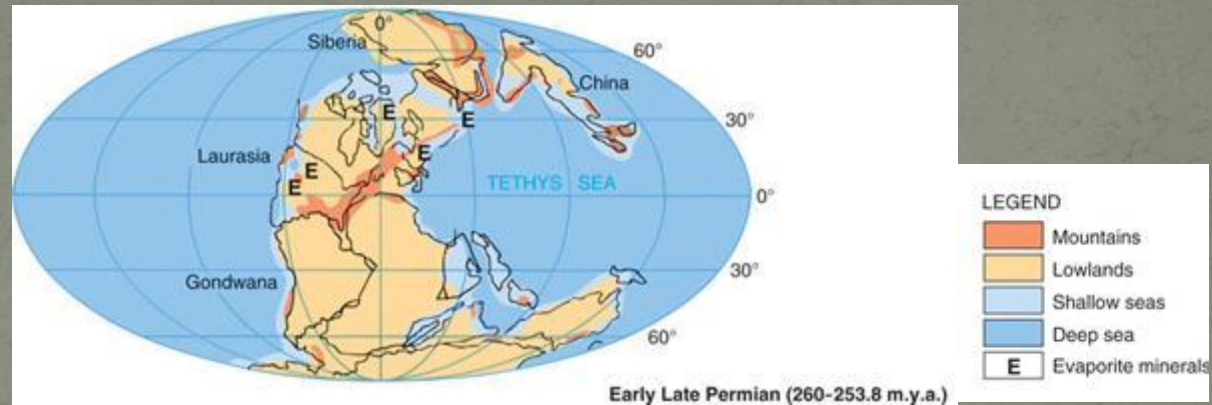 0°
Siberia
60°
China
E
30°
E
E
Laurasia
E
E
TETHYS SEA
0°
30°
Gondwana
60°
Early Late Permian (260-253.8 m.y.a.)
LEGEND
Mountains
Lowlands
Shallow seas
Deep sea
E Evaporite minerals